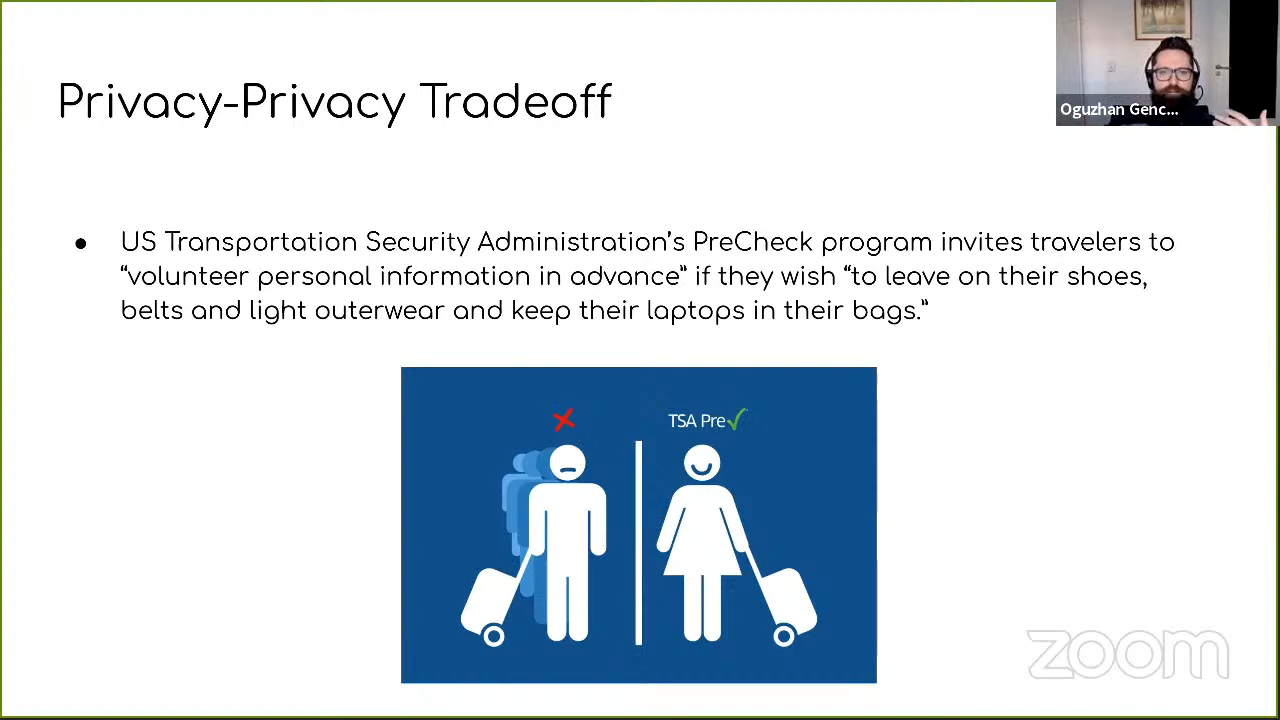 Privacy-Privacy Tradeoff
Oguzhan Genc...
● US Transportation Security Administration’s PreCheck program invites travelers to
“volunteer personal information in advance” if they wish “to leave on their shoes,
belts and light outerwear and keep their laptops in their bags.”
TSA Pre✓
zoom